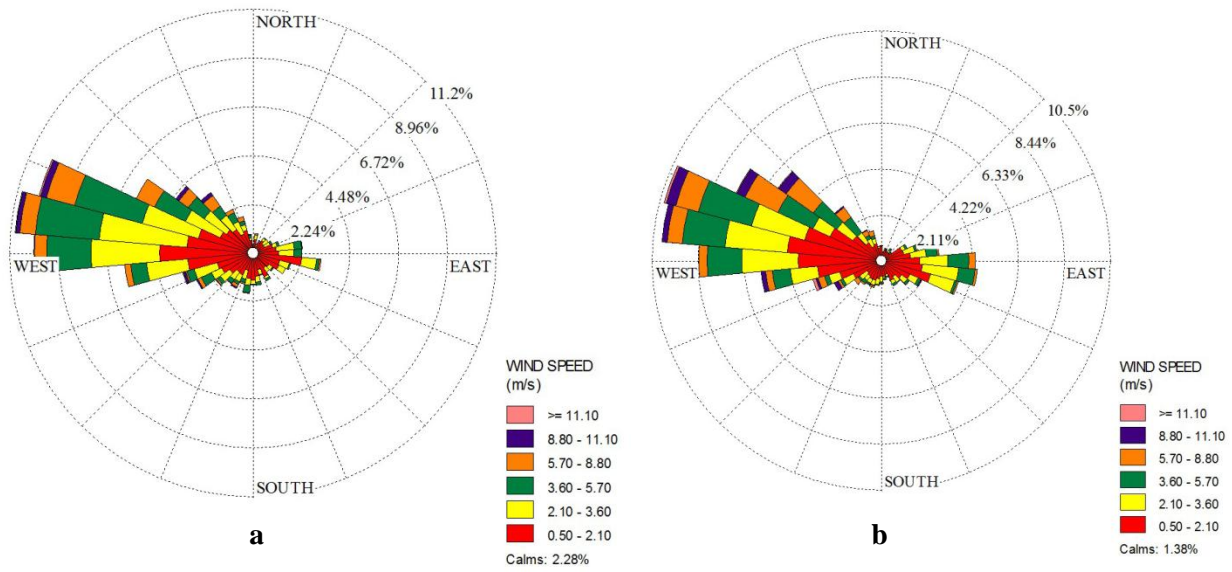 NORTH
11.2%
8.96%
6.72%
4.48%
2.24%
WEST
EAST
SOUTH
WIND SPEED
(m/s)
>= 11.10
8.80 - 11.10
5.70 - 8.80
3.60 - 5.70
2.10 - 3.60
0.50 - 2.10
Calms: 2.28%
a
NORTH
10.5%
8.44%
6.33%
4.22%
2.11%
WEST
EAST
SOUTH
WIND SPEED
(m/s)
>= 11.10
8.80 - 11.10
5.70 - 8.80
3.60 - 5.70
2.10 - 3.60
0.50 - 2.10
Calms: 1.38%
b